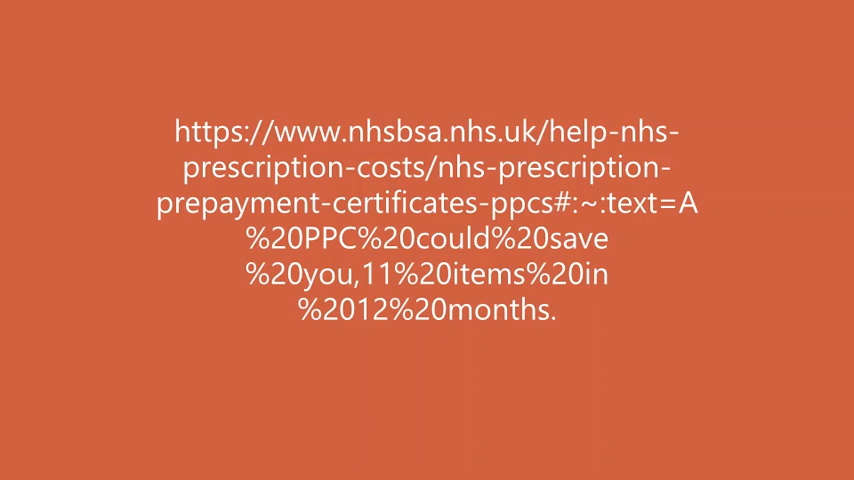 https://www.nhsbsa.nhs.uk/help-nhs-
prescription-costs/nhs-prescription-
prepayment-certificates-ppcs#:~:text=A
%20PPC%20could%20save
%20you,11%20items%20in
%2012%20months.